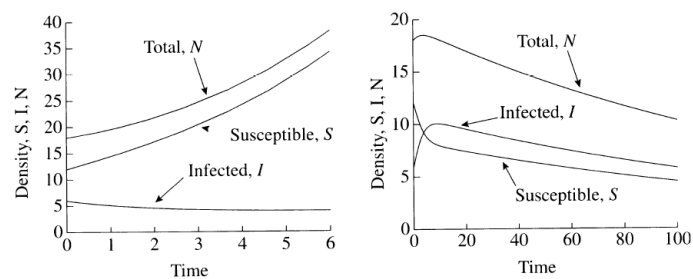 Density, S, I, N
40
35
30
25
20
15
10
5
0
Total, N
Susceptible, S
Infected, I
0 1 2 3 4 5 6
Time
Density, S, I, N
20
15
10
5
0
Total, N
Infected, I
Susceptible, S
0 20 40 60 80 100
Time